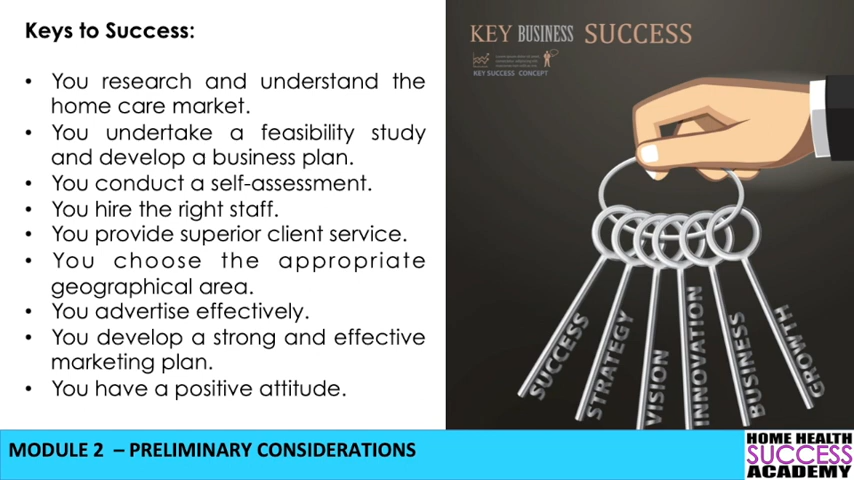 Keys to Success:
• You research and understand the
home care market.
• You undertake a feasibility study
and develop a business plan.
• You conduct a self-assessment.
• You hire the right staff.
• You provide superior client service.
• You choose the appropriate
geographical area.
• You advertise effectively.
• You develop a strong and effective
marketing plan.
• You have a positive attitude.
KEY BUSINESS SUCCESS
KEY SUCCESS CONCEPT
SUCCESS
STRATEGY
VISION
INNOVATION
BUSINESS
GROWTH
MODULE 2 – PRELIMINARY CONSIDERATIONS
HOME HEALTH
SUCCESS
ACADEMY